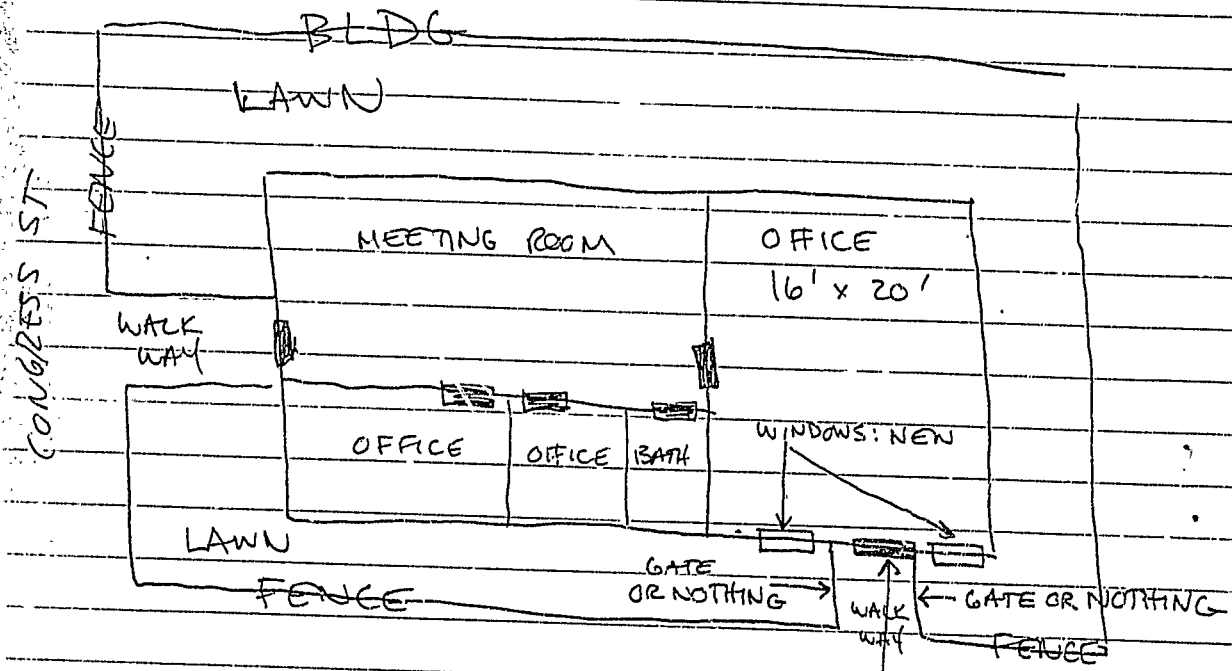 BLDG
LAWN
FENCE
CONGRESS ST
MEETING ROOM
OFFICE
16' x 20'
WALK
WAY
WINDOWS: NEW
OFFICE
OFFICE
BATH
LAWN
GATE
OR NOTHING
WALK
WAY
GATE OR NOTHING
FENCE
FENCE